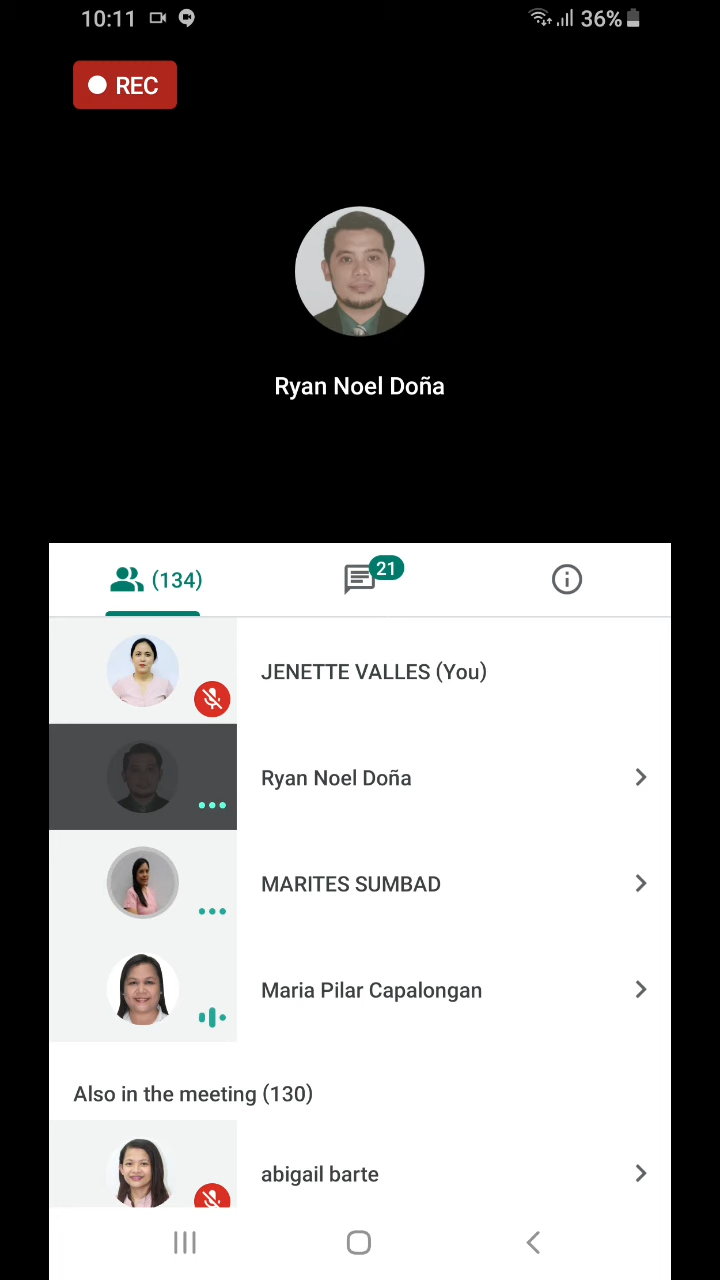 10:11 36%
REC
Ryan Noel Doña
(134) 21
JENETTE VALLES (You)
Ryan Noel Doña
MARITES SUMBAD
Maria Pilar Capalongan
Also in the meeting (130)
abigail barte